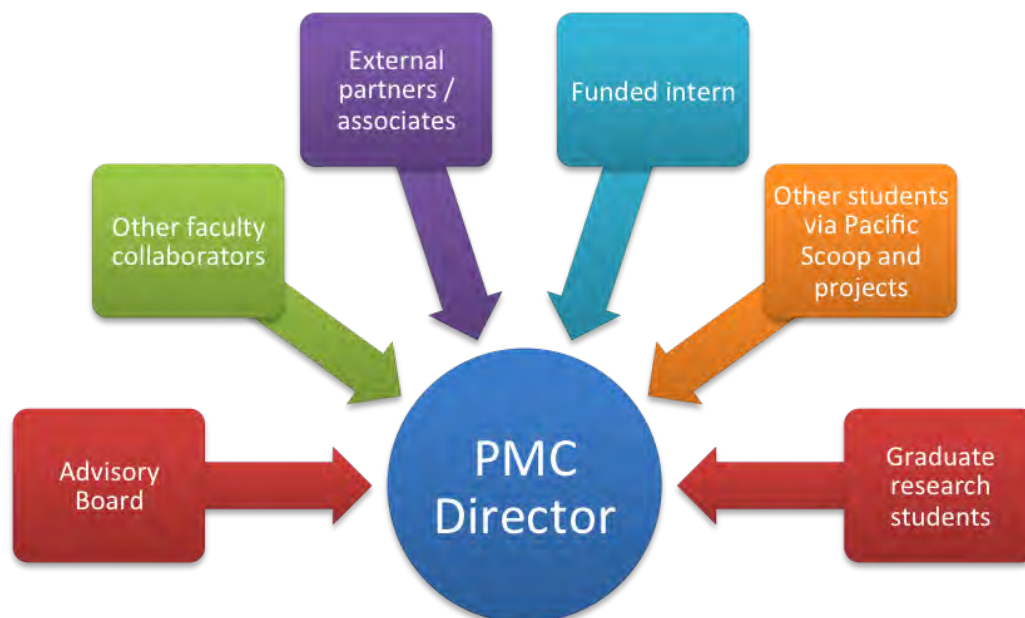 External
partners /
associates
Funded intern
Other faculty
collaborators
Other students
via Pacific
Scoop and
projects
Advisory
Board
PMC
Director
Graduate
research
students